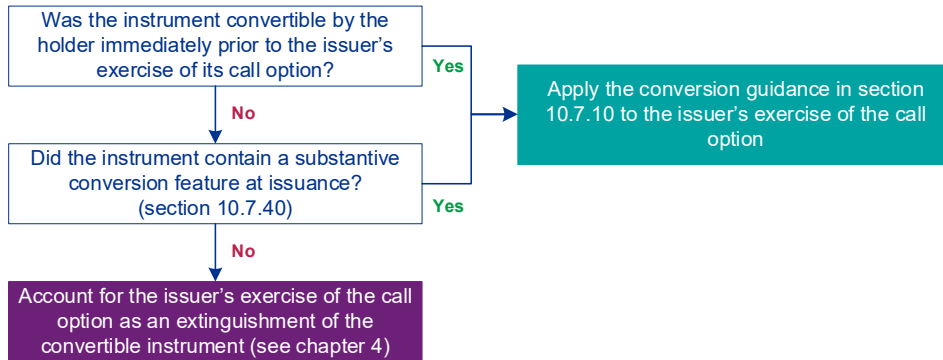 Was the instrument convertible by the
holder immediately prior to the issuer’s
exercise of its call option?
Yes
Apply the conversion guidance in section
10.7.10 to the issuer’s exercise of the call
option
No
Did the instrument contain a substantive
conversion feature at issuance?
(section 10.7.40)
Yes
No
Account for the issuer’s exercise of the call
option as an extinguishment of the
convertible instrument (see chapter 4)